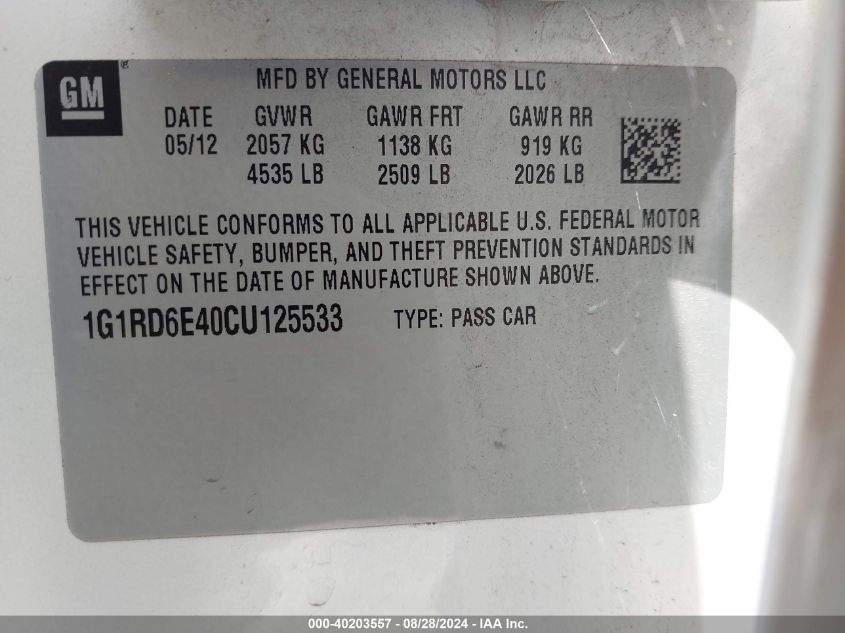 GM
MFD BY GENERAL MOTORS LLC
DATE GVWR GAWR FRT GAWR RR
05/12 2057 KG 1138 KG 919 KG
4535 LB 2509 LB 2026 LB
THIS VEHICLE CONFORMS TO ALL APPLICABLE U.S. FEDERAL MOTOR
VEHICLE SAFETY, BUMPER, AND THEFT PREVENTION STANDARDS IN
EFFECT ON THE DATE OF MANUFACTURE SHOWN ABOVE.
1G1RD6E40CU125533 TYPE: PASS CAR
000-40203557 - 08/28/2024 - IAA Inc.